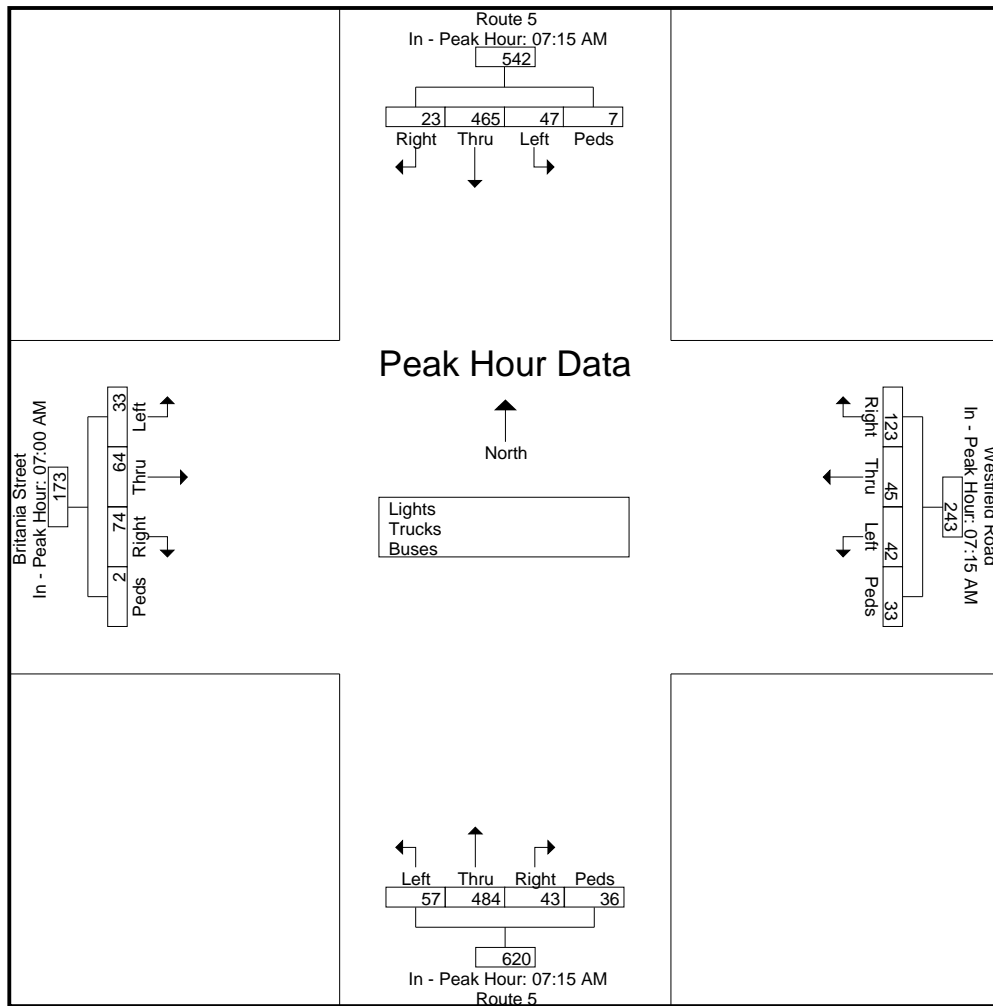 Route 5
In - Peak Hour: 07:15 AM
542
23 465 47 7
Right Thru Left Peds
Peak Hour Data
North
Lights
Trucks
Buses
Britania Street
In - Peak Hour: 07:00 AM
173
33 64 74 2
Left Thru Right Peds
Westfield Road
In - Peak Hour: 07:15 AM
243
123 45 42 33
Right Thru Left Peds
Left Thru Right Peds
57 484 43 36
620
In - Peak Hour: 07:15 AM
Route 5